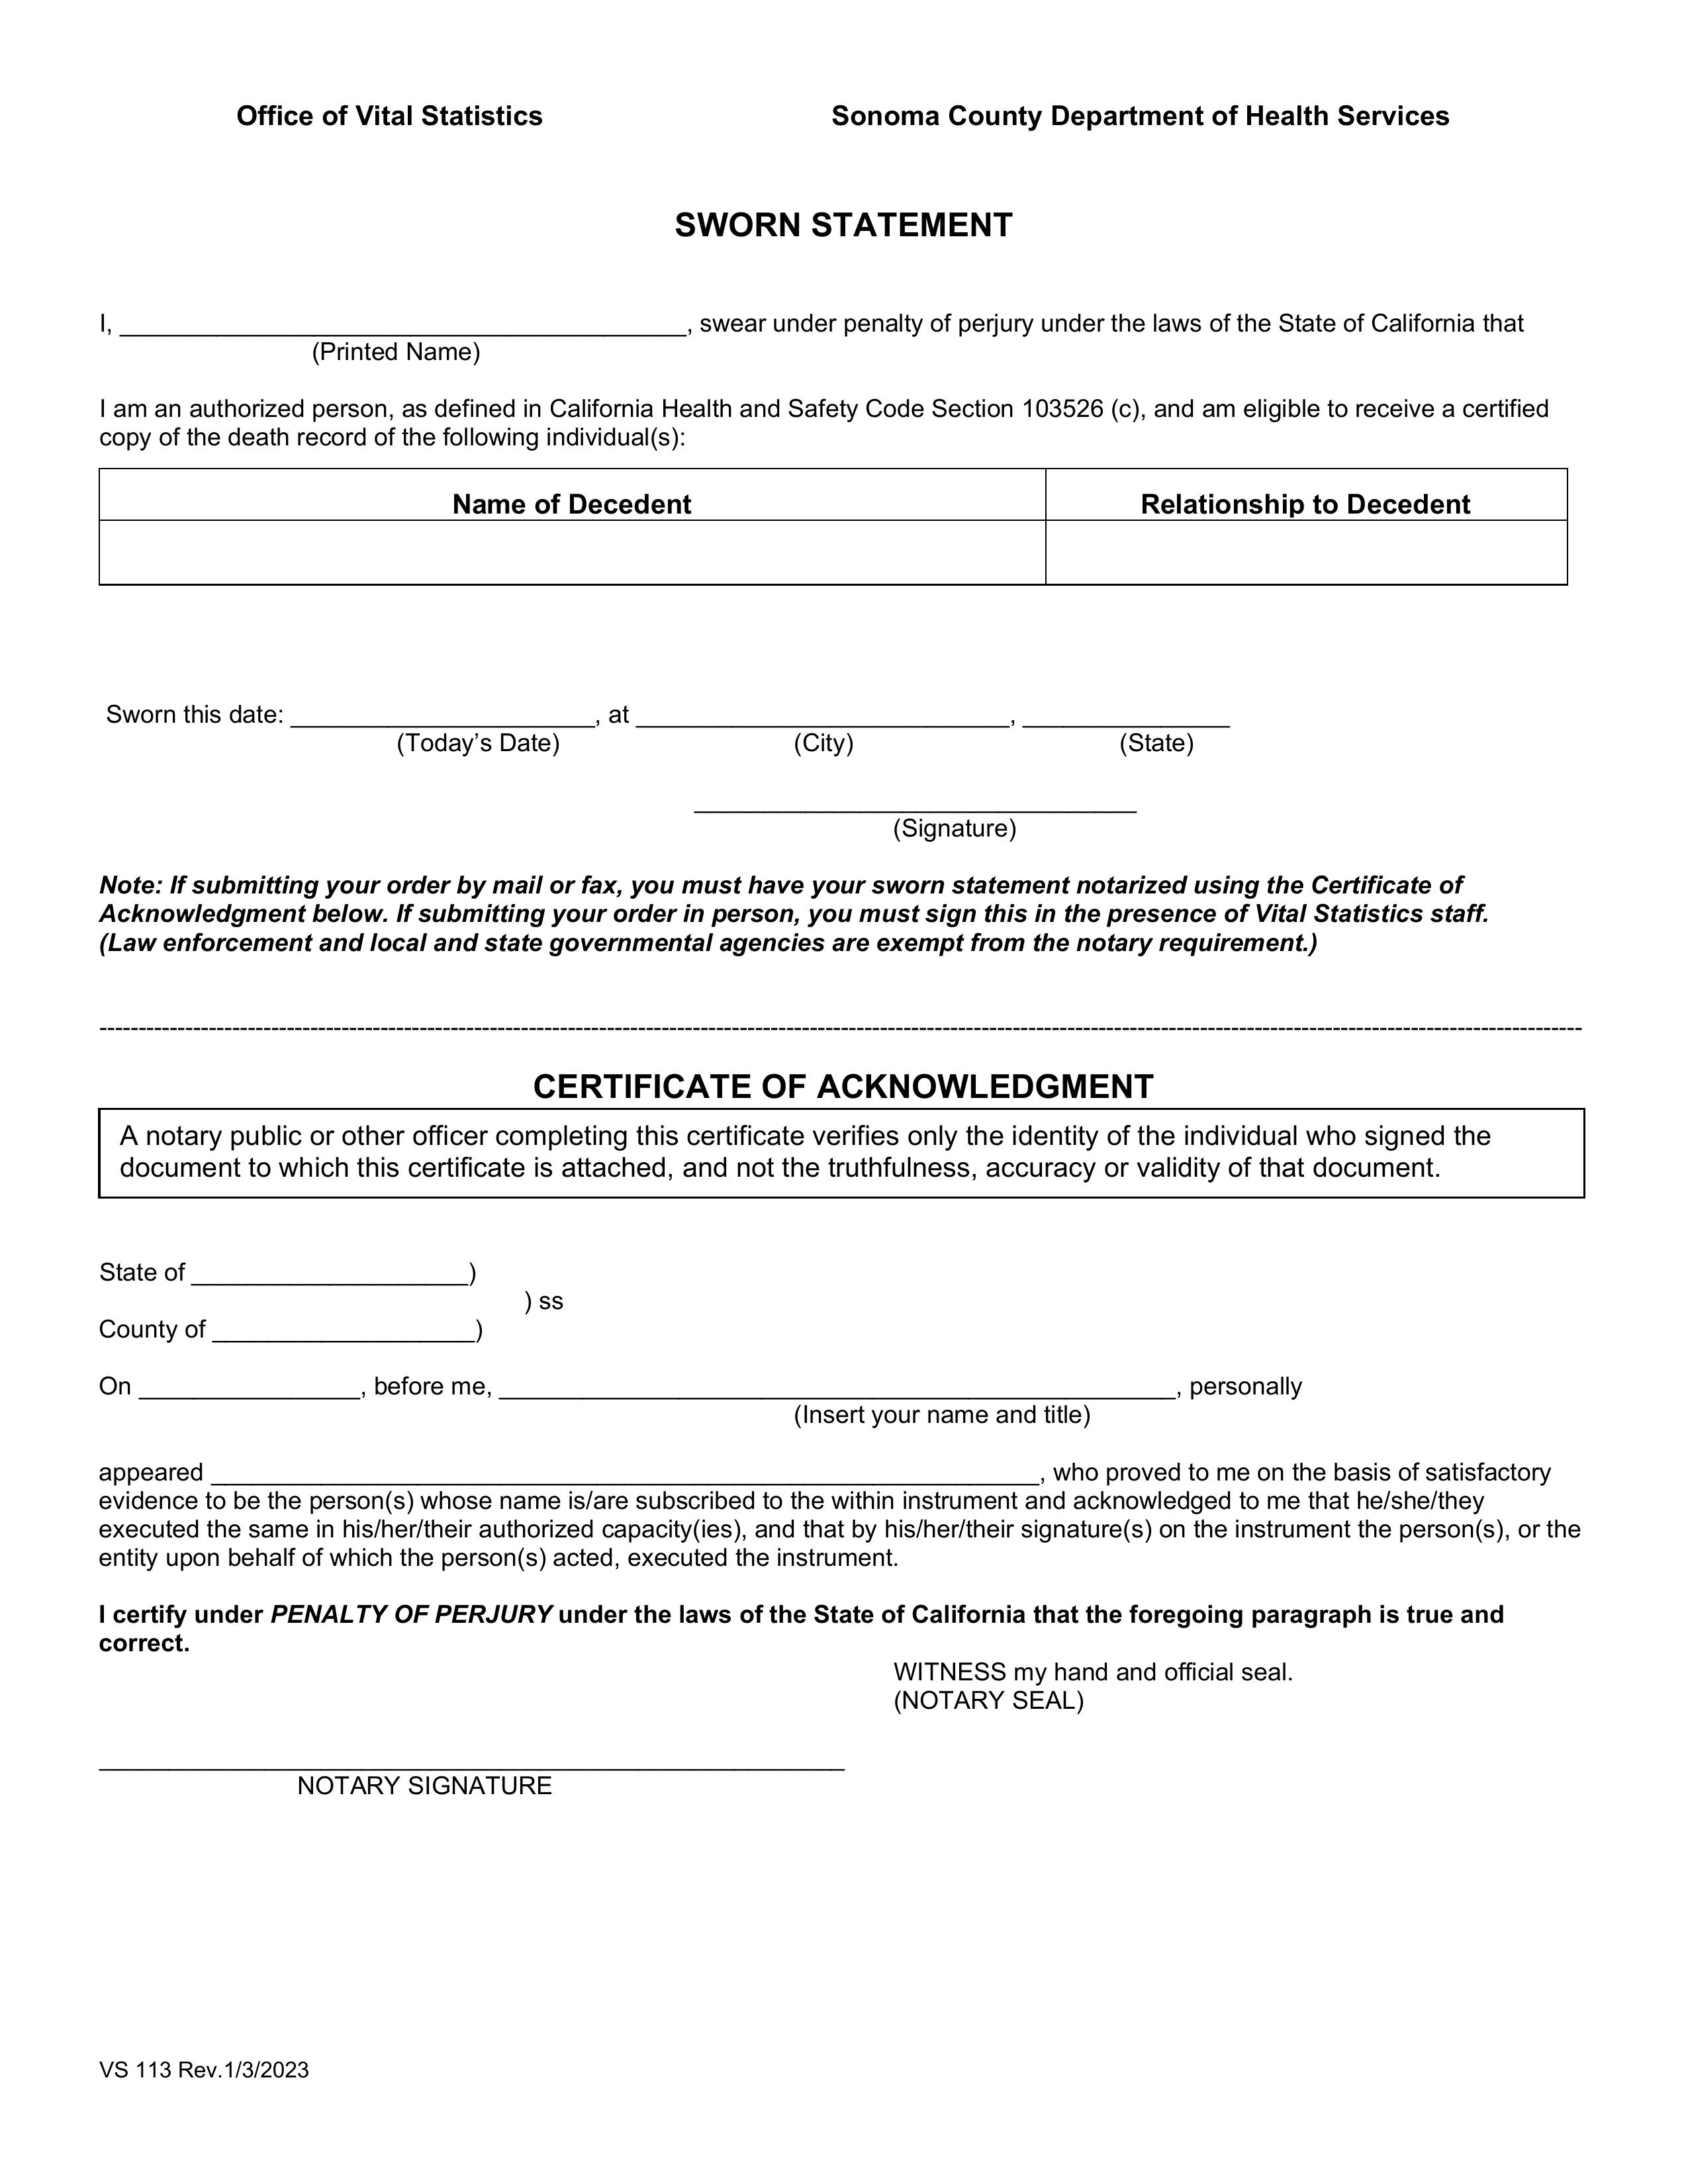 Office of Vital Statistics Sonoma County Department of Health Services
SWORN STATEMENT
I, _________________________________________, swear under penalty of perjury under the laws of the State of California that
(Printed Name)
I am an authorized person, as defined in California Health and Safety Code Section 103526 (c), and am eligible to receive a certified
copy of the death record of the following individual(s):
Name of Decedent Relationship to Decedent
Sworn this date: ______________________, at ___________________________, _______________
(Today’s Date) (City) (State)
________________________________
(Signature)
Note: If submitting your order by mail or fax, you must have your sworn statement notarized using the Certificate of
Acknowledgment below. If submitting your order in person, you must sign this in the presence of Vital Statistics staff.
(Law enforcement and local and state governmental agencies are exempt from the notary requirement.)
CERTIFICATE OF ACKNOWLEDGMENT
A notary public or other officer completing this certificate verifies only the identity of the individual who signed the
document to which this certificate is attached, and not the truthfulness, accuracy or validity of that document.
State of ____________________)
) ss
County of ___________________)
On ________________, before me, _________________________________________________, personally
(Insert your name and title)
appeared ____________________________________________________________, who proved to me on the basis of satisfactory
evidence to be the person(s) whose name is/are subscribed to the within instrument and acknowledged to me that he/she/they
executed the same in his/her/their authorized capacity(ies), and that by his/her/their signature(s) on the instrument the person(s), or the
entity upon behalf of which the person(s) acted, executed the instrument.
I certify under PENALTY OF PERJURY under the laws of the State of California that the foregoing paragraph is true and
correct.
WITNESS my hand and official seal.
(NOTARY SEAL)
______________________________________________________
NOTARY SIGNATURE
VS 113 Rev.1/3/2023